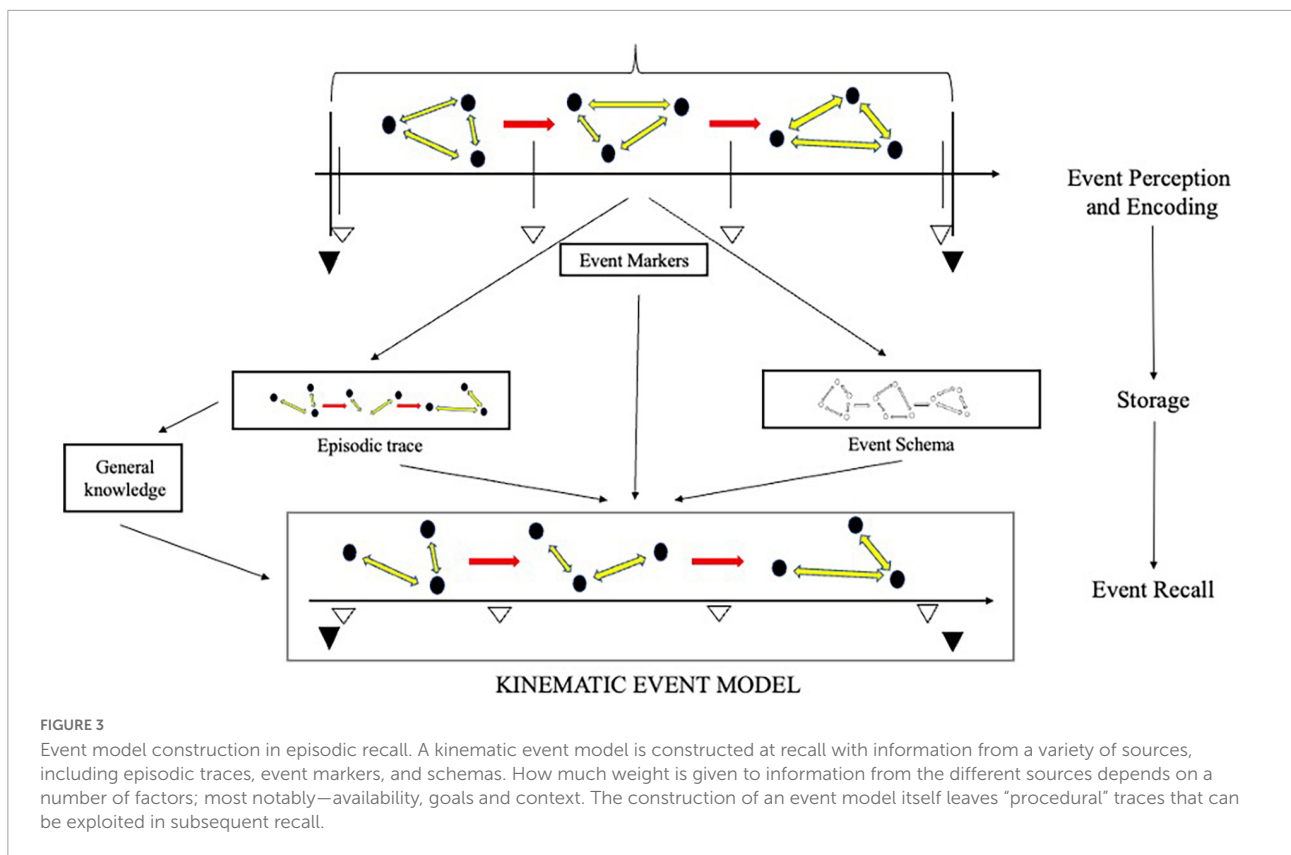 Event Perception
and Encoding
Event Markers
Storage
Episodic trace
Event Schema
General
knowledge
Event Recall
KINEMATIC EVENT MODEL
FIGURE 3
Event model construction in episodic recall. A kinematic event model is constructed at recall with information from a variety of sources,
including episodic traces, event markers, and schemas. How much weight is given to information from the different sources depends on a
number of factors; most notably—availability, goals and context. The construction of an event model itself leaves “procedural” traces that can
be exploited in subsequent recall.